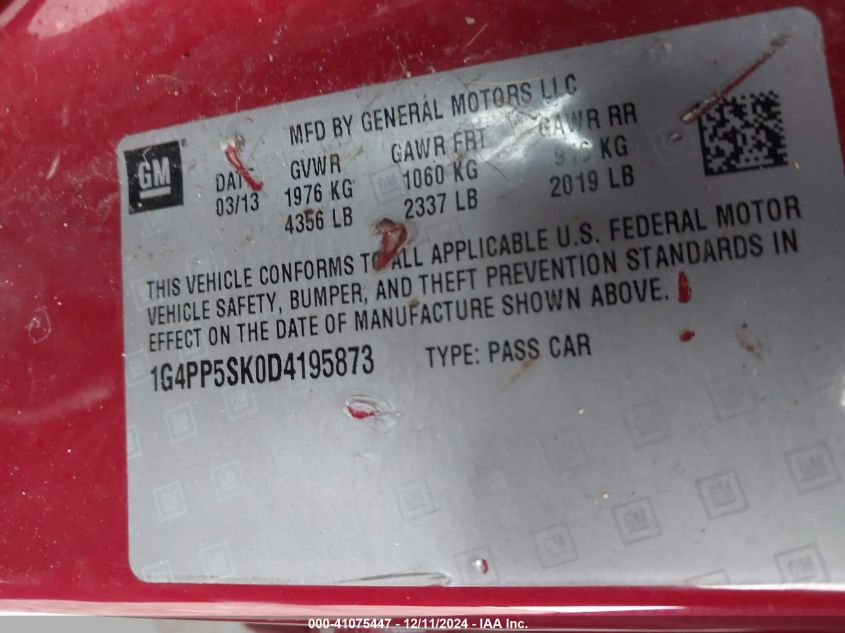 MFD BY GENERAL MOTORS LLC
GM
DATE GVWR GAWR FRT GAWR RR
03/13 1976 KG 1060 KG KG
4356 LB 2337 LB 2019 LB
THIS VEHICLE CONFORMS TO ALL APPLICABLE U.S. FEDERAL MOTOR
VEHICLE SAFETY, BUMPER, AND THEFT PREVENTION STANDARDS IN
EFFECT ON THE DATE OF MANUFACTURE SHOWN ABOVE.
1G4PP5SK0D4195873 TYPE: PASS CAR
000-41075447 - 12/11/2024 - IAA Inc.